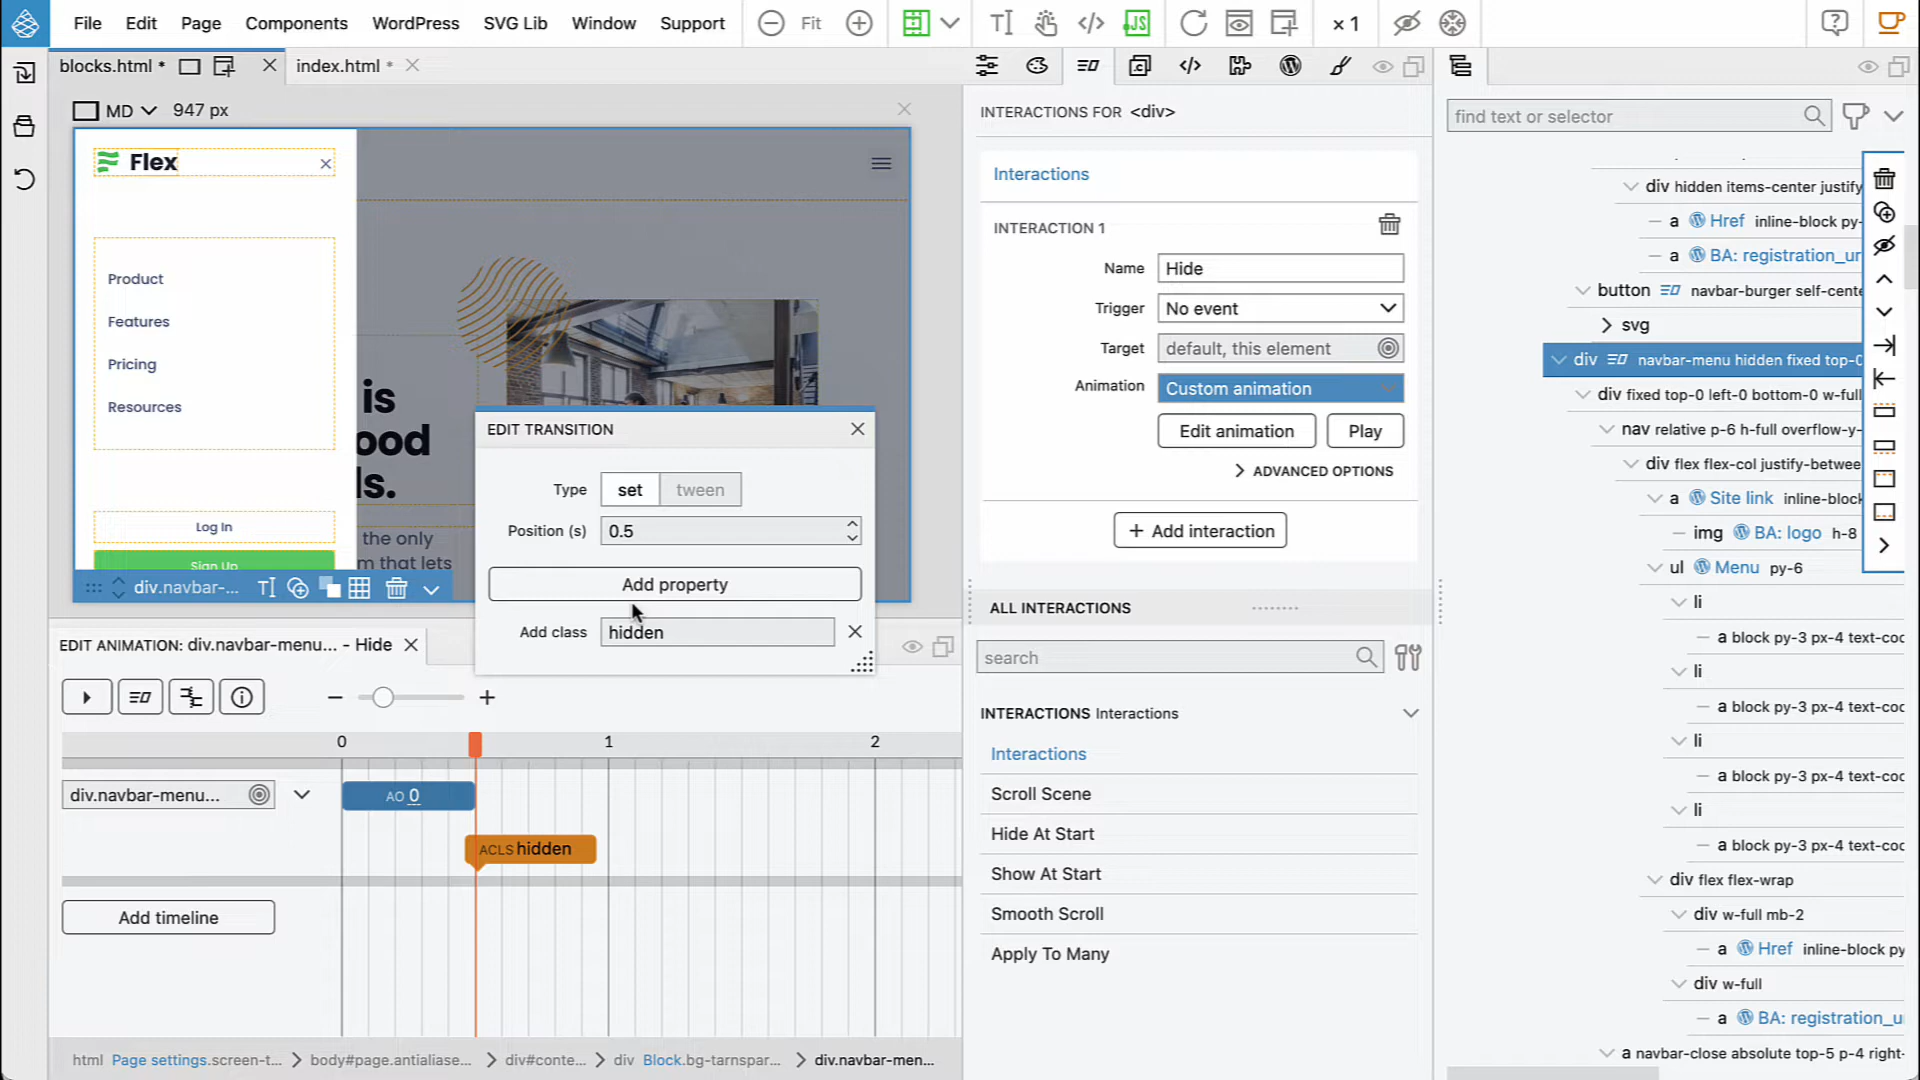 File Edit Page Components WordPress SVG Lib Window Support Fit JS × 1
blocks.html * index.html *
MD 947 px
Flex
Product
Features
Pricing
Resources
Log In
Sign Up
is
ood
ls.
the only
m that lets
div.navbar-...
EDIT TRANSITION
Type set tween
Position (s) 0.5
Add property
Add class hidden
EDIT ANIMATION: div.navbar-menu... - Hide
0 1 2
div.navbar-menu... AO 0
ACLS hidden
Add timeline
html Page settings.screen-t... body#page.antialiase... div#conte... div Block.bg-tarnspar... div.navbar-men...
INTERACTIONS FOR <div>
Interactions
INTERACTION 1
Name Hide
Trigger No event
Target default, this element
Animation Custom animation
Edit animation Play
ADVANCED OPTIONS
+ Add interaction
ALL INTERACTIONS
search
INTERACTIONS Interactions
Interactions
Scroll Scene
Hide At Start
Show At Start
Smooth Scroll
Apply To Many
find text or selector
div hidden items-center justify
a Href inline-block py-
a BA: registration_ur
button navbar-burger self-cente
svg
div navbar-menu hidden fixed top-0
div fixed top-0 left-0 bottom-0 w-full
nav relative p-6 h-full overflow-y-
div flex flex-col justify-betwee
a Site link inline-block
img BA: logo h-8
ul Menu py-6
li
a block py-3 px-4 text-coo
li
a block py-3 px-4 text-coo
li
a block py-3 px-4 text-coo
li
a block py-3 px-4 text-coo
div flex flex-wrap
div w-full mb-2
a Href inline-block py
div w-full
a BA: registration_u
a navbar-close absolute top-5 p-4 right-